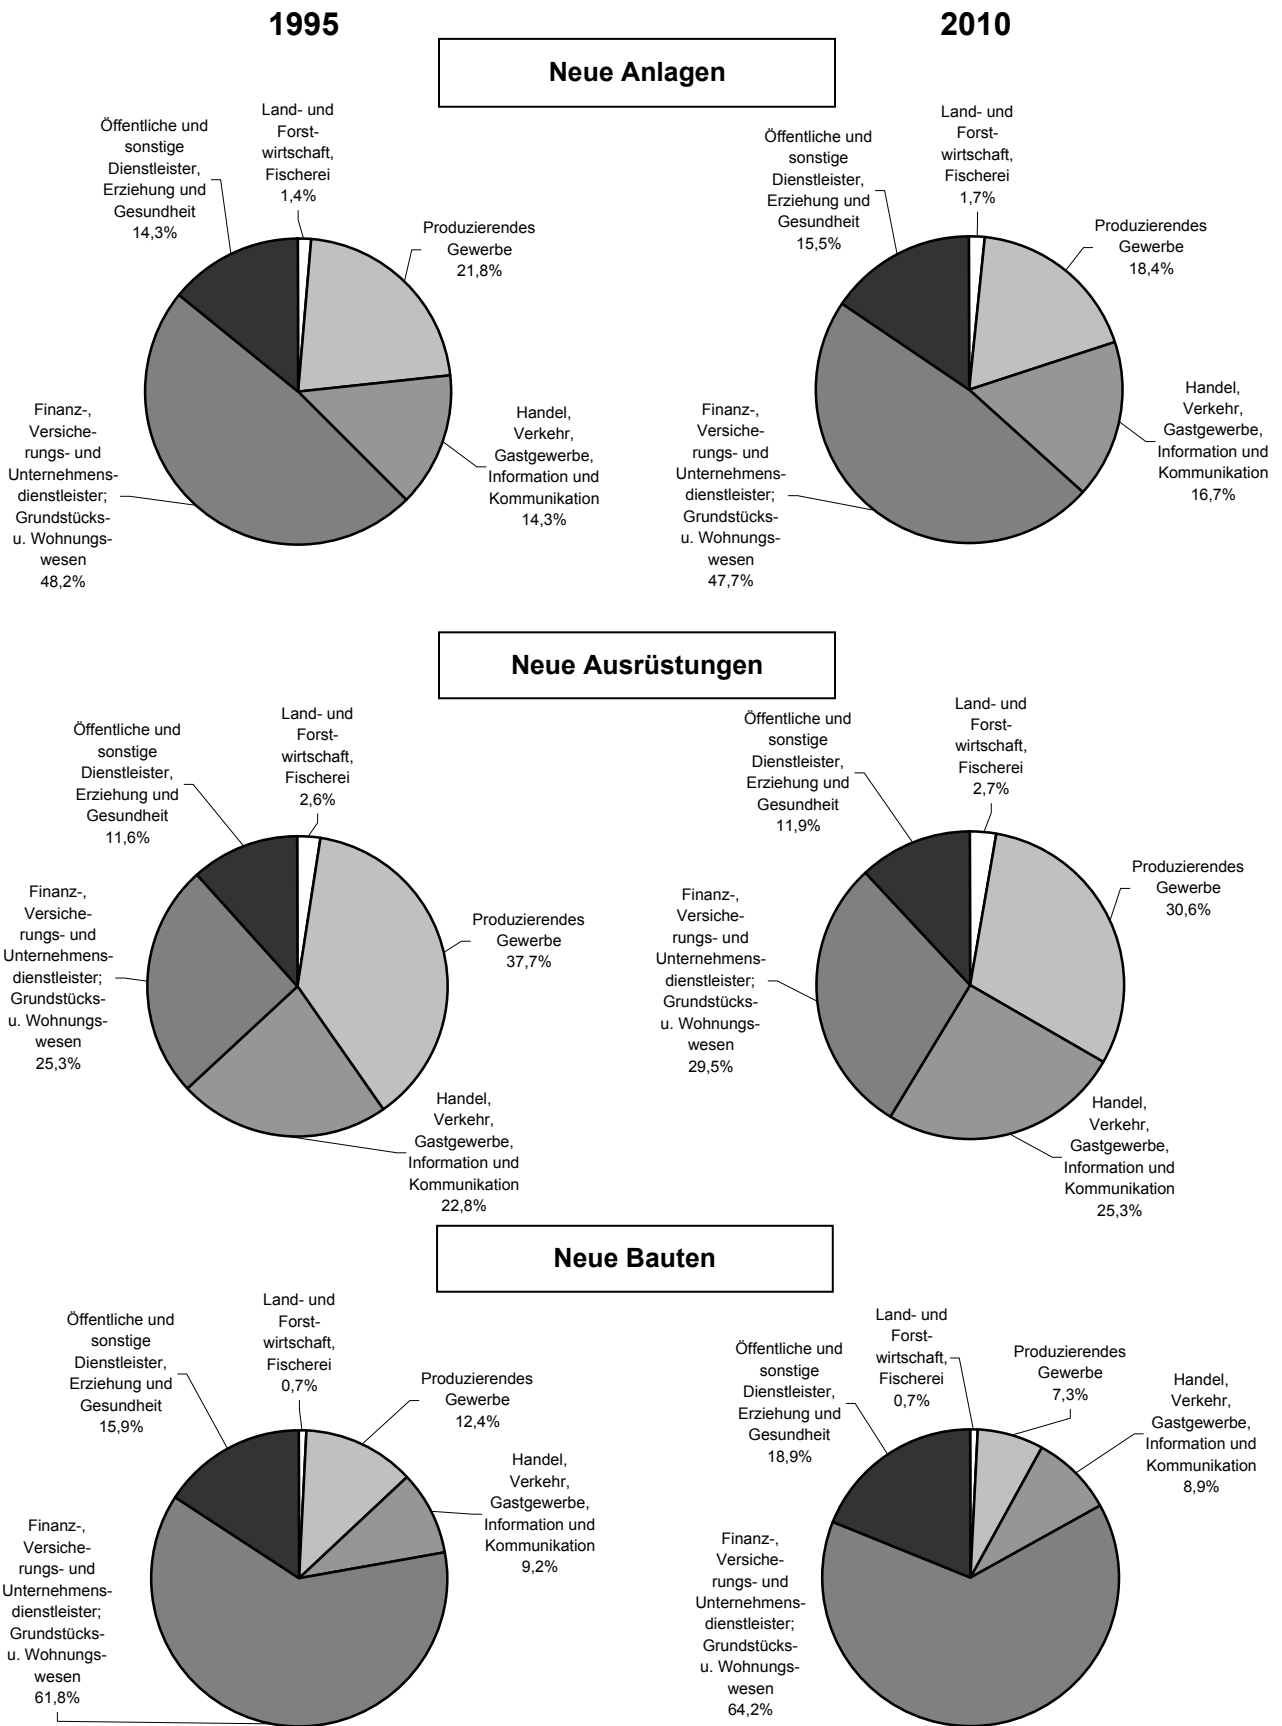 1995
2010
Neue Anlagen
Öffentliche und
sonstige
Dienstleister,
Erziehung und
Gesundheit
14,3%
Land- und
Forst-
wirtschaft,
Fischerei
1,4%
Produzierendes
Gewerbe
21,8%
Handel,
Verkehr,
Gastgewerbe,
Information und
Kommunikation
14,3%
Finanz-,
Versiche-
rungs- und
Unternehmens-
dienstleister;
Grundstücks-
u. Wohnungs-
wesen
48,2%
Öffentliche und
sonstige
Dienstleister,
Erziehung und
Gesundheit
15,5%
Land- und
Forst-
wirtschaft,
Fischerei
1,7%
Produzierendes
Gewerbe
18,4%
Handel,
Verkehr,
Gastgewerbe,
Information und
Kommunikation
16,7%
Finanz-,
Versiche-
rungs- und
Unternehmens-
dienstleister;
Grundstücks-
u. Wohnungs-
wesen
47,7%
Neue Ausrüstungen
Öffentliche und
sonstige
Dienstleister,
Erziehung und
Gesundheit
11,6%
Land- und
Forst-
wirtschaft,
Fischerei
2,6%
Produzierendes
Gewerbe
37,7%
Handel,
Verkehr,
Gastgewerbe,
Information und
Kommunikation
22,8%
Finanz-,
Versiche-
rungs- und
Unternehmens-
dienstleister;
Grundstücks-
u. Wohnungs-
wesen
25,3%
Öffentliche und
sonstige
Dienstleister,
Erziehung und
Gesundheit
11,9%
Land- und
Forst-
wirtschaft,
Fischerei
2,7%
Produzierendes
Gewerbe
30,6%
Handel,
Verkehr,
Gastgewerbe,
Information und
Kommunikation
25,3%
Finanz-,
Versiche-
rungs- und
Unternehmens-
dienstleister;
Grundstücks-
u. Wohnungs-
wesen
29,5%
Neue Bauten
Öffentliche und
sonstige
Dienstleister,
Erziehung und
Gesundheit
15,9%
Land- und
Forst-
wirtschaft,
Fischerei
0,7%
Produzierendes
Gewerbe
12,4%
Handel,
Verkehr,
Gastgewerbe,
Information und
Kommunikation
9,2%
Finanz-,
Versiche-
rungs- und
Unternehmens-
dienstleister;
Grundstücks-
u. Wohnungs-
wesen
61,8%
Öffentliche und
sonstige
Dienstleister,
Erziehung und
Gesundheit
18,9%
Land- und
Forst-
wirtschaft,
Fischerei
0,7%
Produzierendes
Gewerbe
7,3%
Handel,
Verkehr,
Gastgewerbe,
Information und
Kommunikation
8,9%
Finanz-,
Versiche-
rungs- und
Unternehmens-
dienstleister;
Grundstücks-
u. Wohnungs-
wesen
64,2%